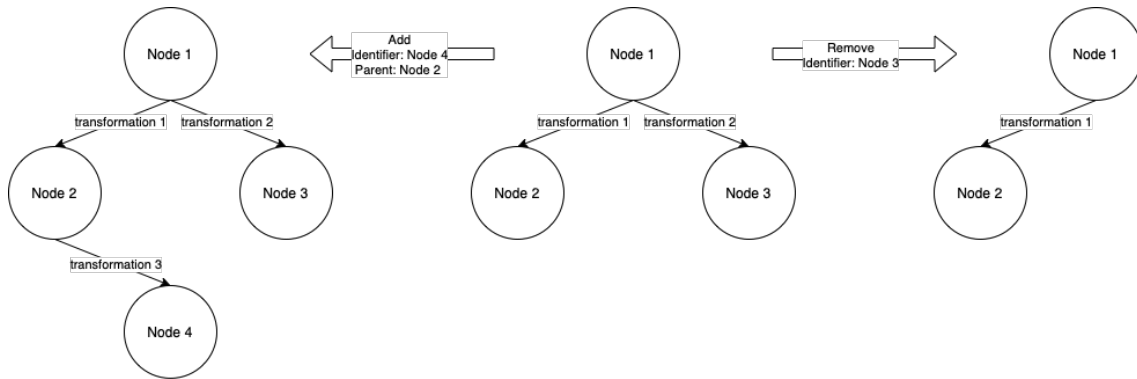 Node 1
transformation 1
transformation 2
Node 2
Node 3
transformation 3
Node 4
Add
Identifier: Node 4
Parent: Node 2
Node 1
transformation 1
transformation 2
Node 2
Node 3
Remove
Identifier: Node 3
Node 1
transformation 1
Node 2